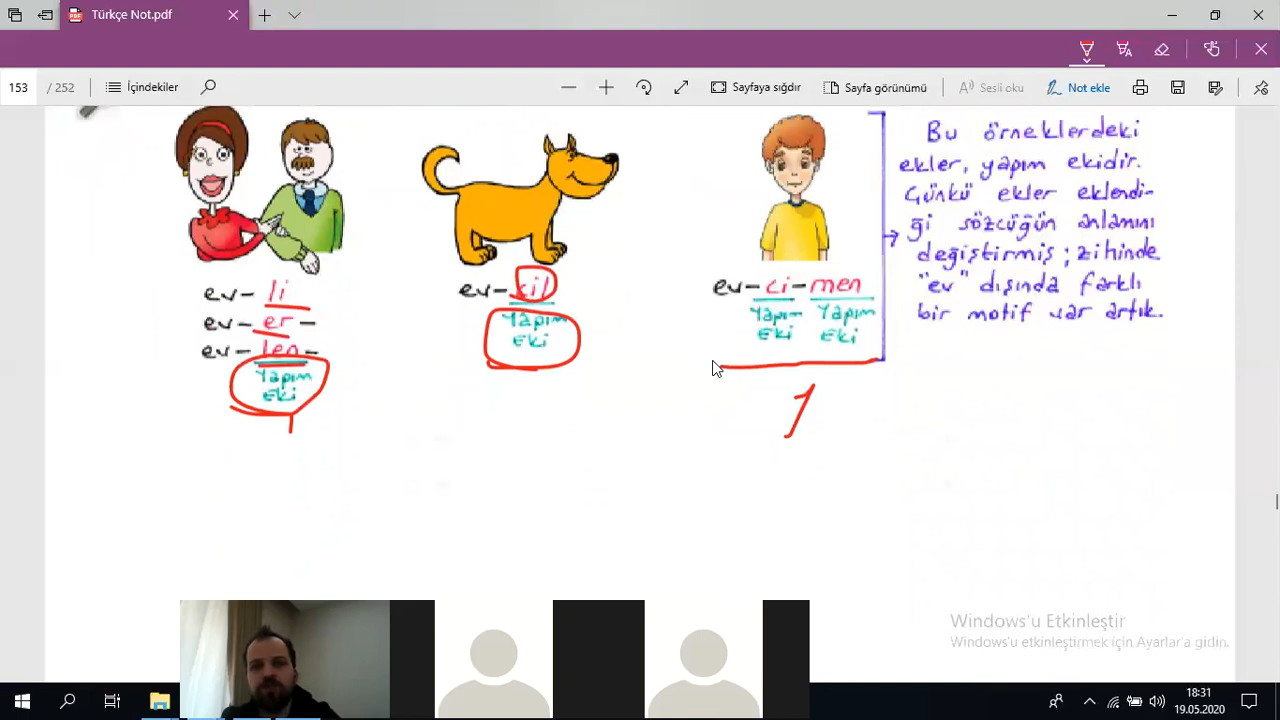 Türkçe Not.pdf
153 / 252
İçindekiler
Sayfaya sığdır
Sayfa görünümü
Sesli oku
Not ekle
ev-li
ev-er-
ev-len-
Yapım
eki
ev-cil
Yapım
eki
ev-ci-men
Yapım Yapım
Eki Eki
Bu örneklerdeki
ekler, yapım ekidir.
Çünkü ekler eklendi-
ği sözcüğün anlamını
değiştirmiş; zihinde
"ev" dışında farklı
bir motif var artık.
Windows'u Etkinleştir
Windows'u etkinleştirmek için Ayarlar'a gidin.
18:31
19.05.2020